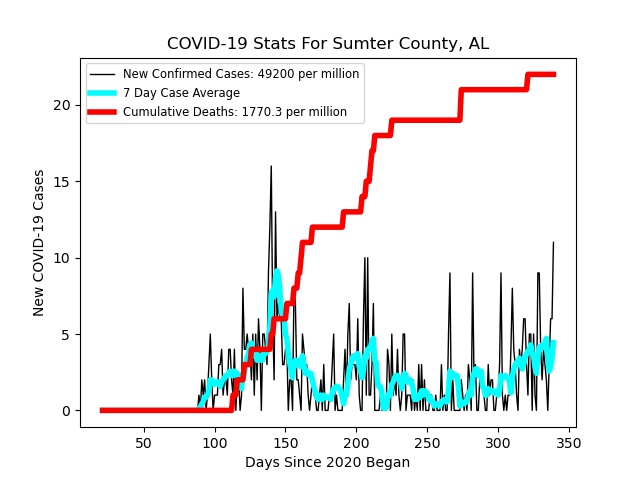 COVID-19 Stats For Sumter County, AL
New Confirmed Cases: 49200 per million
7 Day Case Average
Cumulative Deaths: 1770.3 per million
New COVID-19 Cases
20
15
10
5
0
50 100 150 200 250 300 350
Days Since 2020 Began